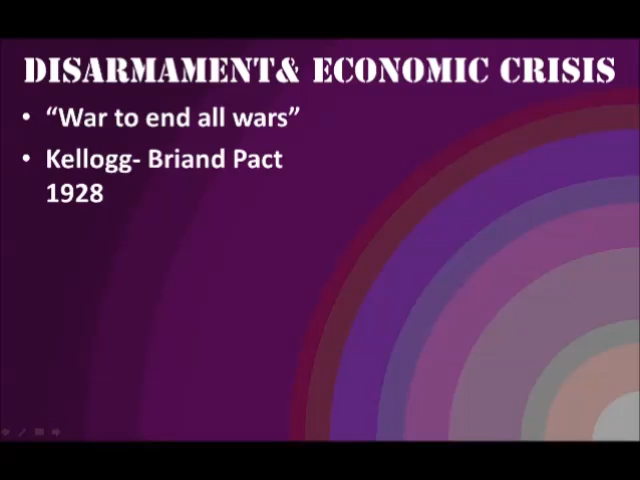 DISARMAMENT& ECONOMIC CRISIS
• “War to end all wars”
• Kellogg- Briand Pact
1928